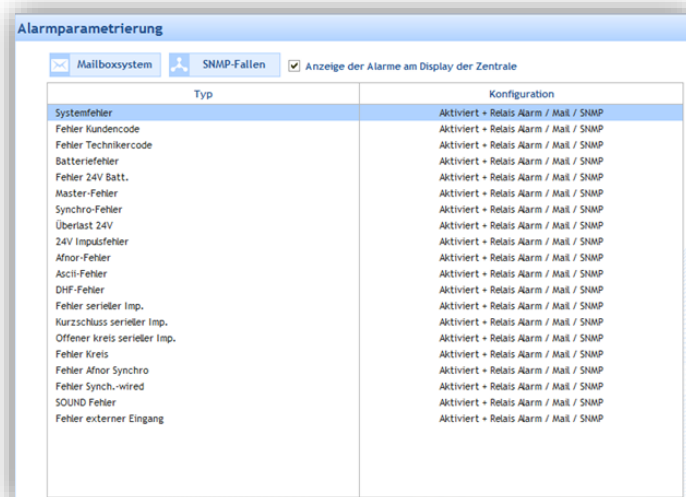 Alarmparametrierung
Mailboxsystem SNMP-Fallen Anzeige der Alarme am Display der Zentrale
Typ Konfiguration
Systemfehler Aktiviert + Relais Alarm / Mail / SNMP
Fehler Kundencode Aktiviert + Relais Alarm / Mail / SNMP
Fehler Technikercode Aktiviert + Relais Alarm / Mail / SNMP
Batteriefehler Aktiviert + Relais Alarm / Mail / SNMP
Fehler 24V Batt. Aktiviert + Relais Alarm / Mail / SNMP
Master-Fehler Aktiviert + Relais Alarm / Mail / SNMP
Synchro-Fehler Aktiviert + Relais Alarm / Mail / SNMP
Überlast 24V Aktiviert + Relais Alarm / Mail / SNMP
24V Impulsfehler Aktiviert + Relais Alarm / Mail / SNMP
Afnor-Fehler Aktiviert + Relais Alarm / Mail / SNMP
Ascii-Fehler Aktiviert + Relais Alarm / Mail / SNMP
DHF-Fehler Aktiviert + Relais Alarm / Mail / SNMP
Fehler serieller Imp. Aktiviert + Relais Alarm / Mail / SNMP
Kurzschluss serieller Imp. Aktiviert + Relais Alarm / Mail / SNMP
Offener kreis serieller Imp. Aktiviert + Relais Alarm / Mail / SNMP
Fehler Kreis Aktiviert + Relais Alarm / Mail / SNMP
Fehler Afnor Synchro Aktiviert + Relais Alarm / Mail / SNMP
Fehler Synch.-wired Aktiviert + Relais Alarm / Mail / SNMP
SOUND Fehler Aktiviert + Relais Alarm / Mail / SNMP
Fehler externer Eingang Aktiviert + Relais Alarm / Mail / SNMP